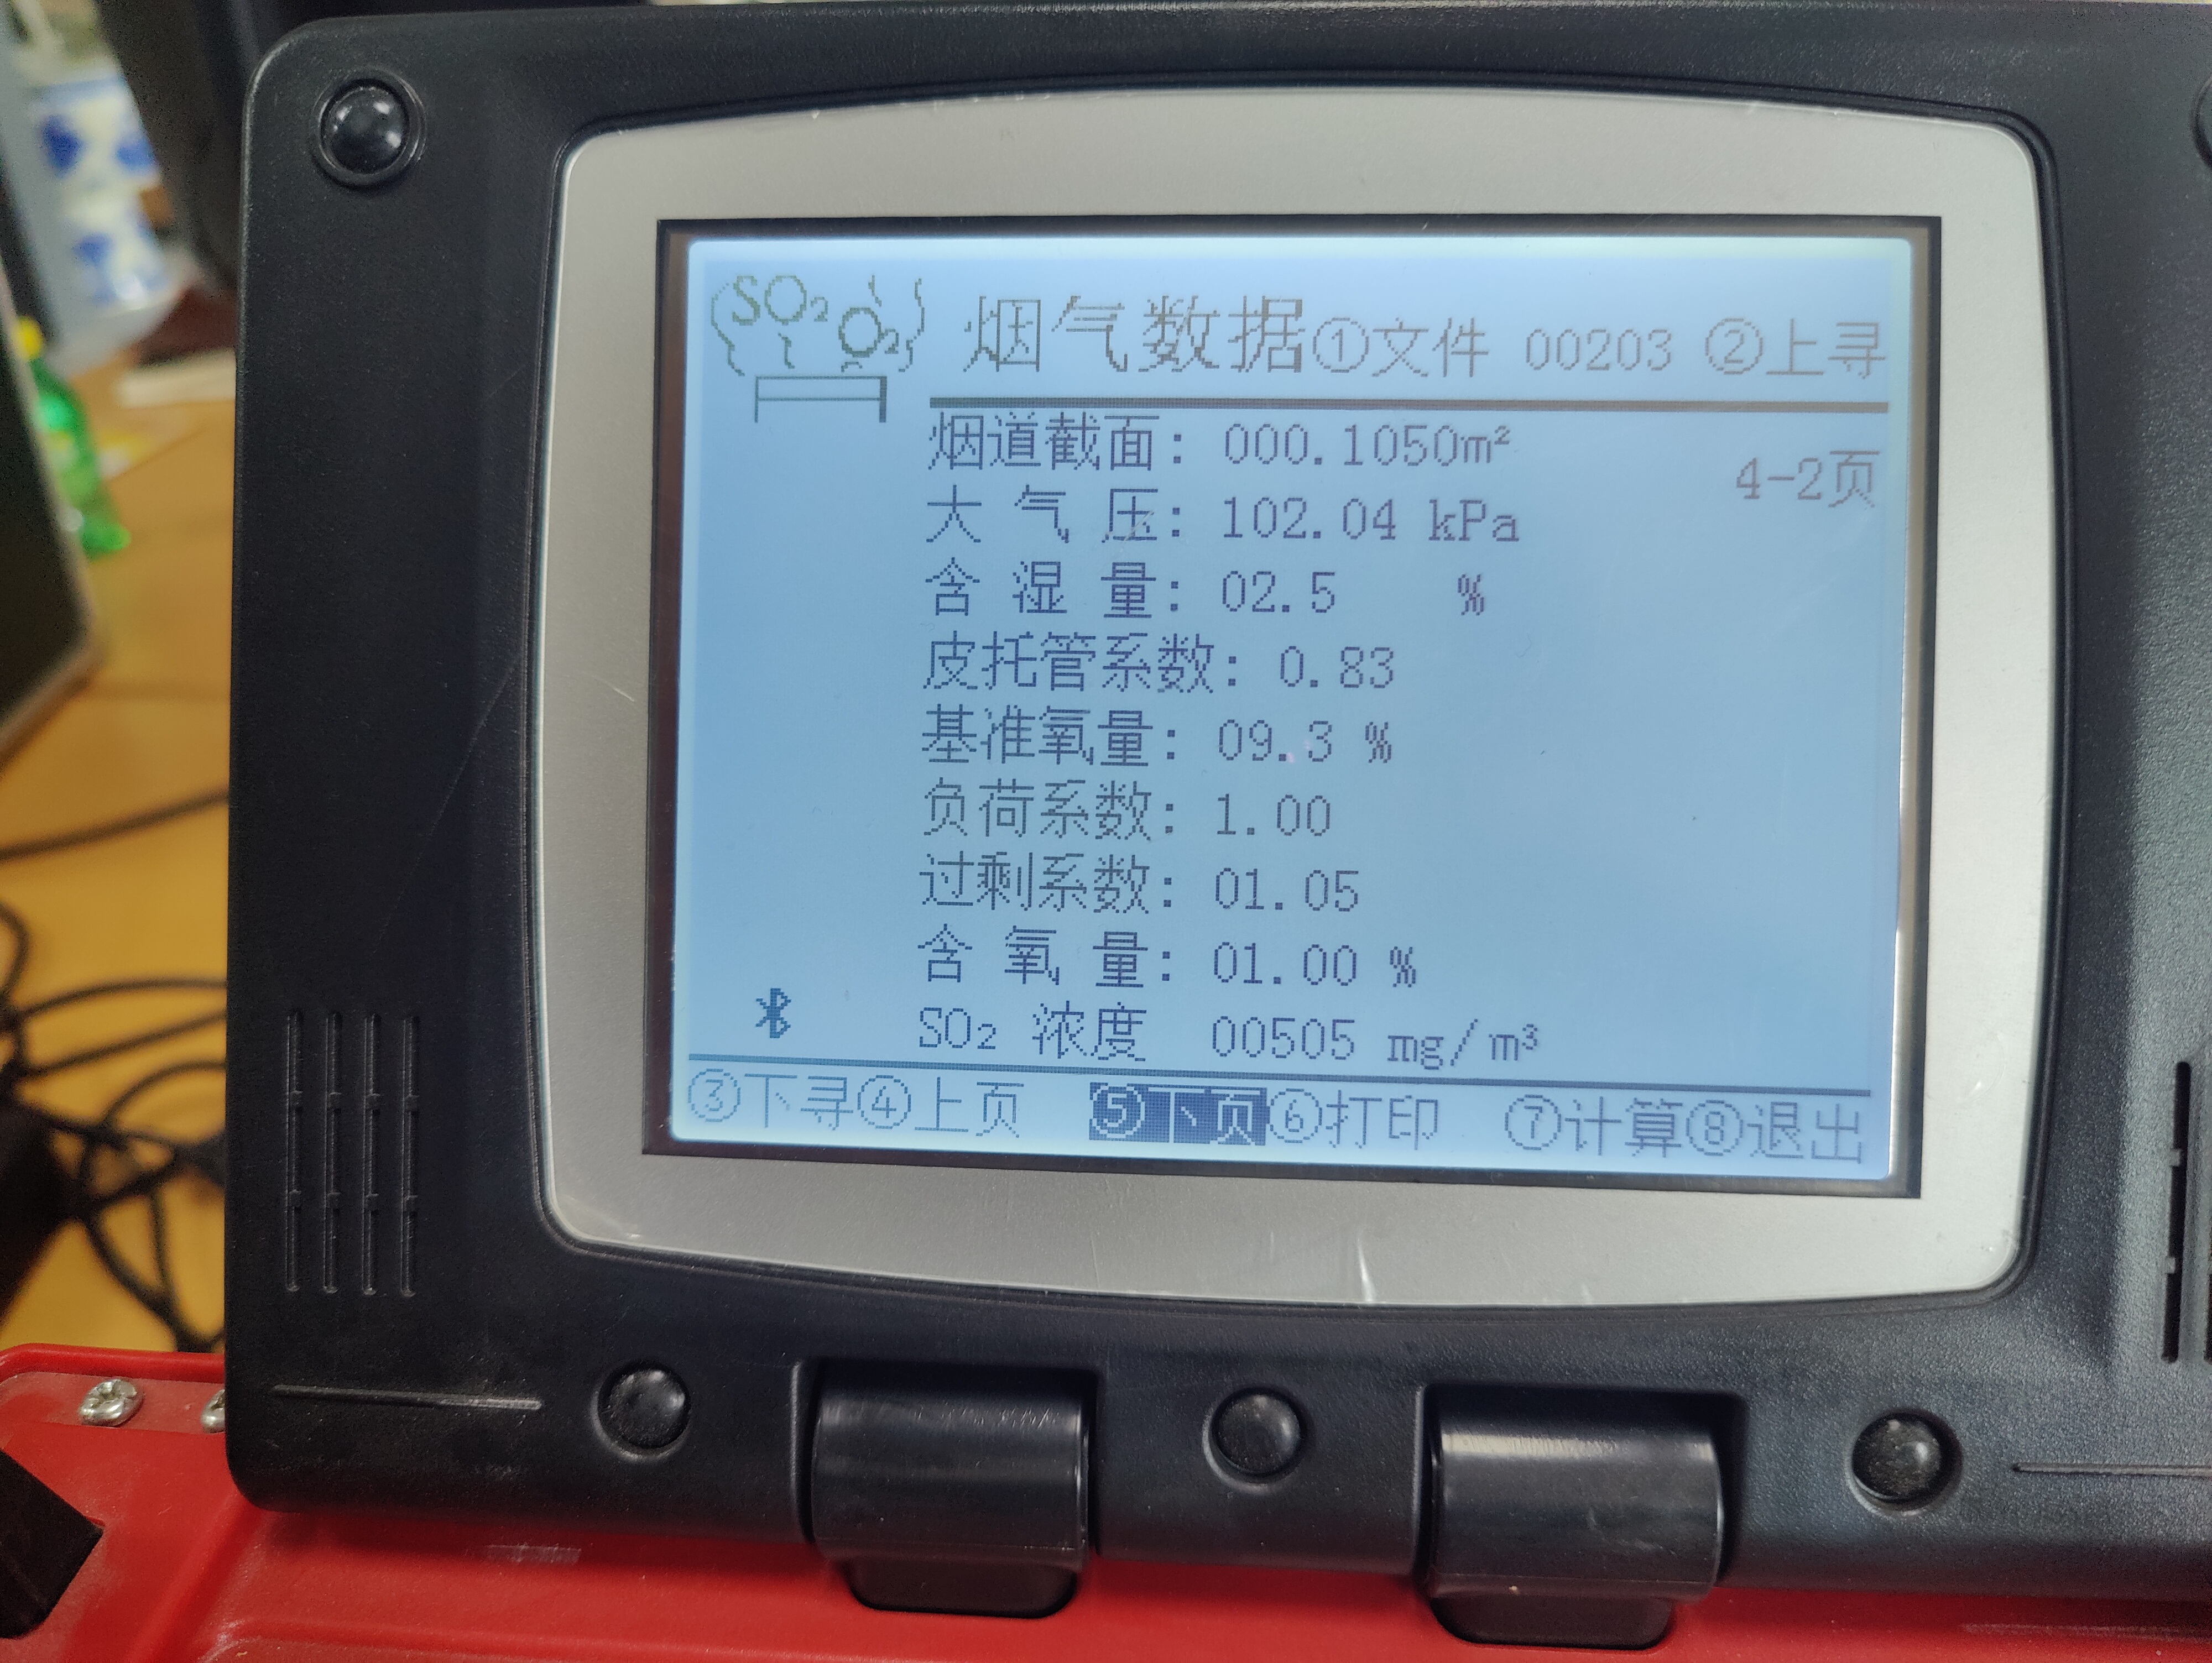 SO₂ O₂ 烟气数据①文件 00203 ②上寻
烟道截面: 000.1050m²
4-2页
大气压: 102.04 kPa
含湿量: 02.5 %
皮托管系数: 0.83
基准氧量: 09.3 %
负荷系数: 1.00
过剩系数: 01.05
含氧量: 01.00 %
SO₂ 浓度 00505 mg/m³
③下寻④上页 ⑤下页⑥打印 ⑦计算⑧退出